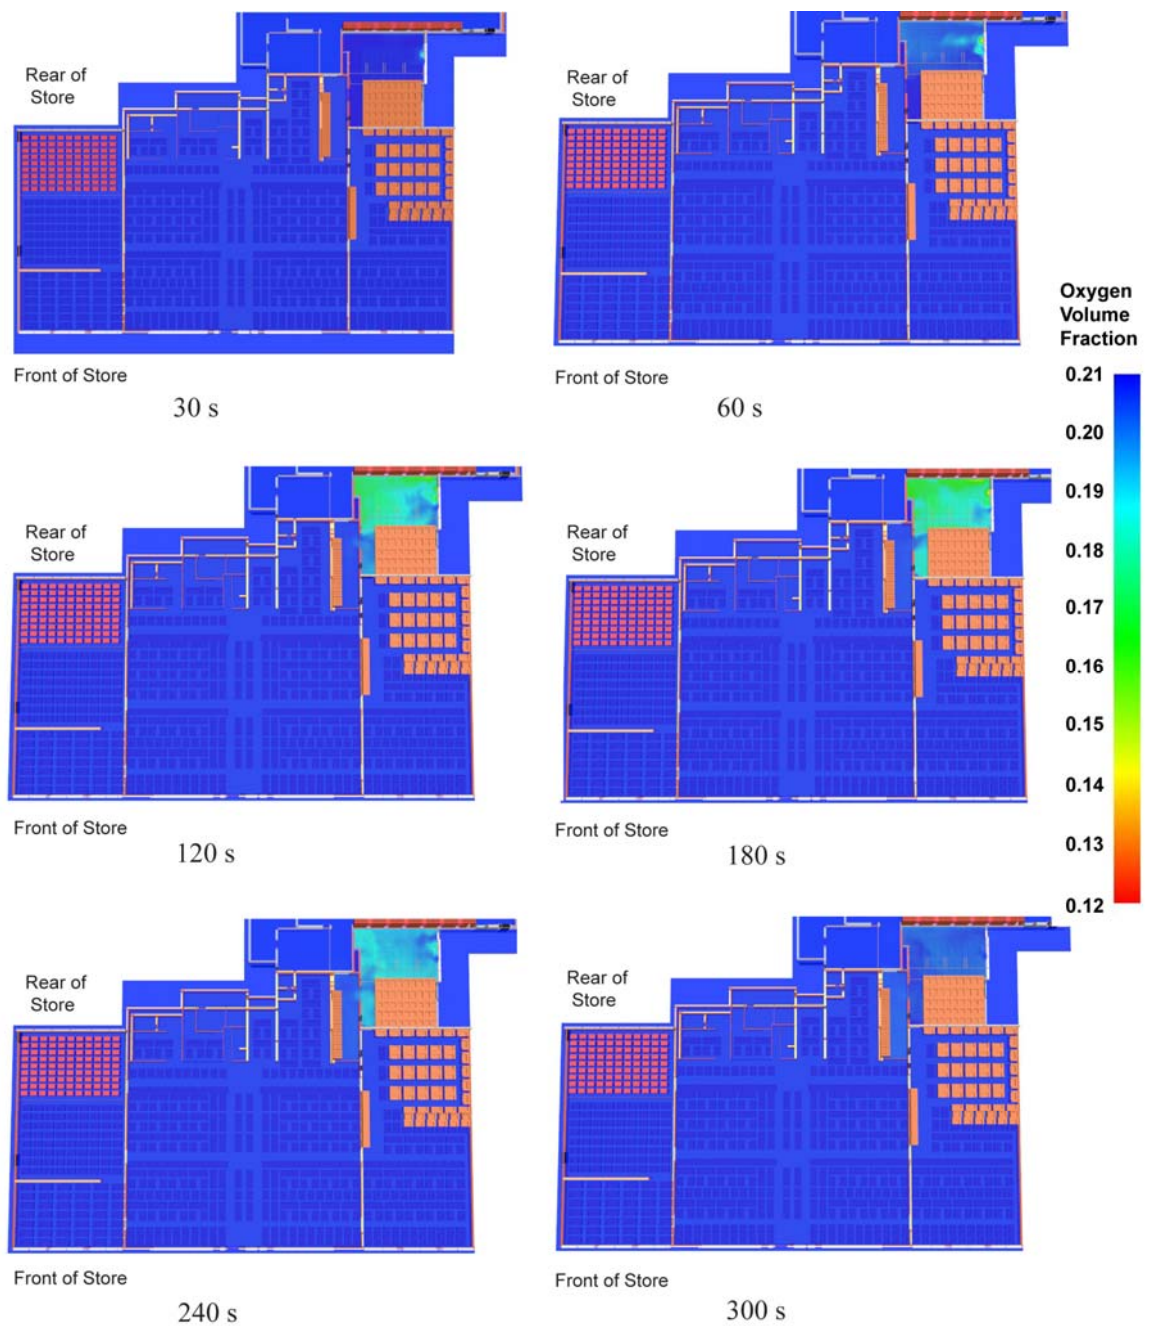 Rear of
Store
Front of Store
30 s
Rear of
Store
Front of Store
60 s
Oxygen
Volume
Fraction
0.21
0.20
0.19
0.18
0.17
0.16
0.15
0.14
0.13
0.12
Rear of
Store
Front of Store
120 s
Rear of
Store
Front of Store
180 s
Rear of
Store
Front of Store
240 s
Rear of
Store
Front of Store
300 s